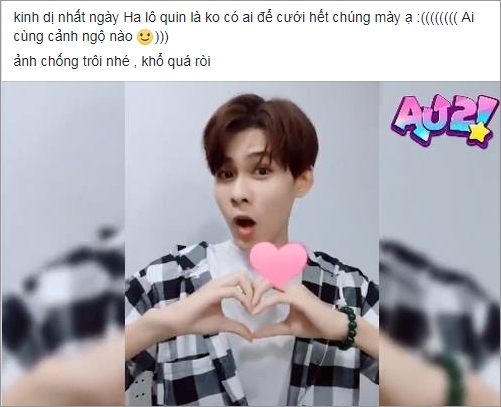 kinh dị nhất ngày Ha lô quin là ko có ai để cưới hết chúng mày ạ :(((((((( Ai
cùng cảnh ngộ nào 🙂)))
ảnh chống trôi nhé , khổ quá ròi
AU2!